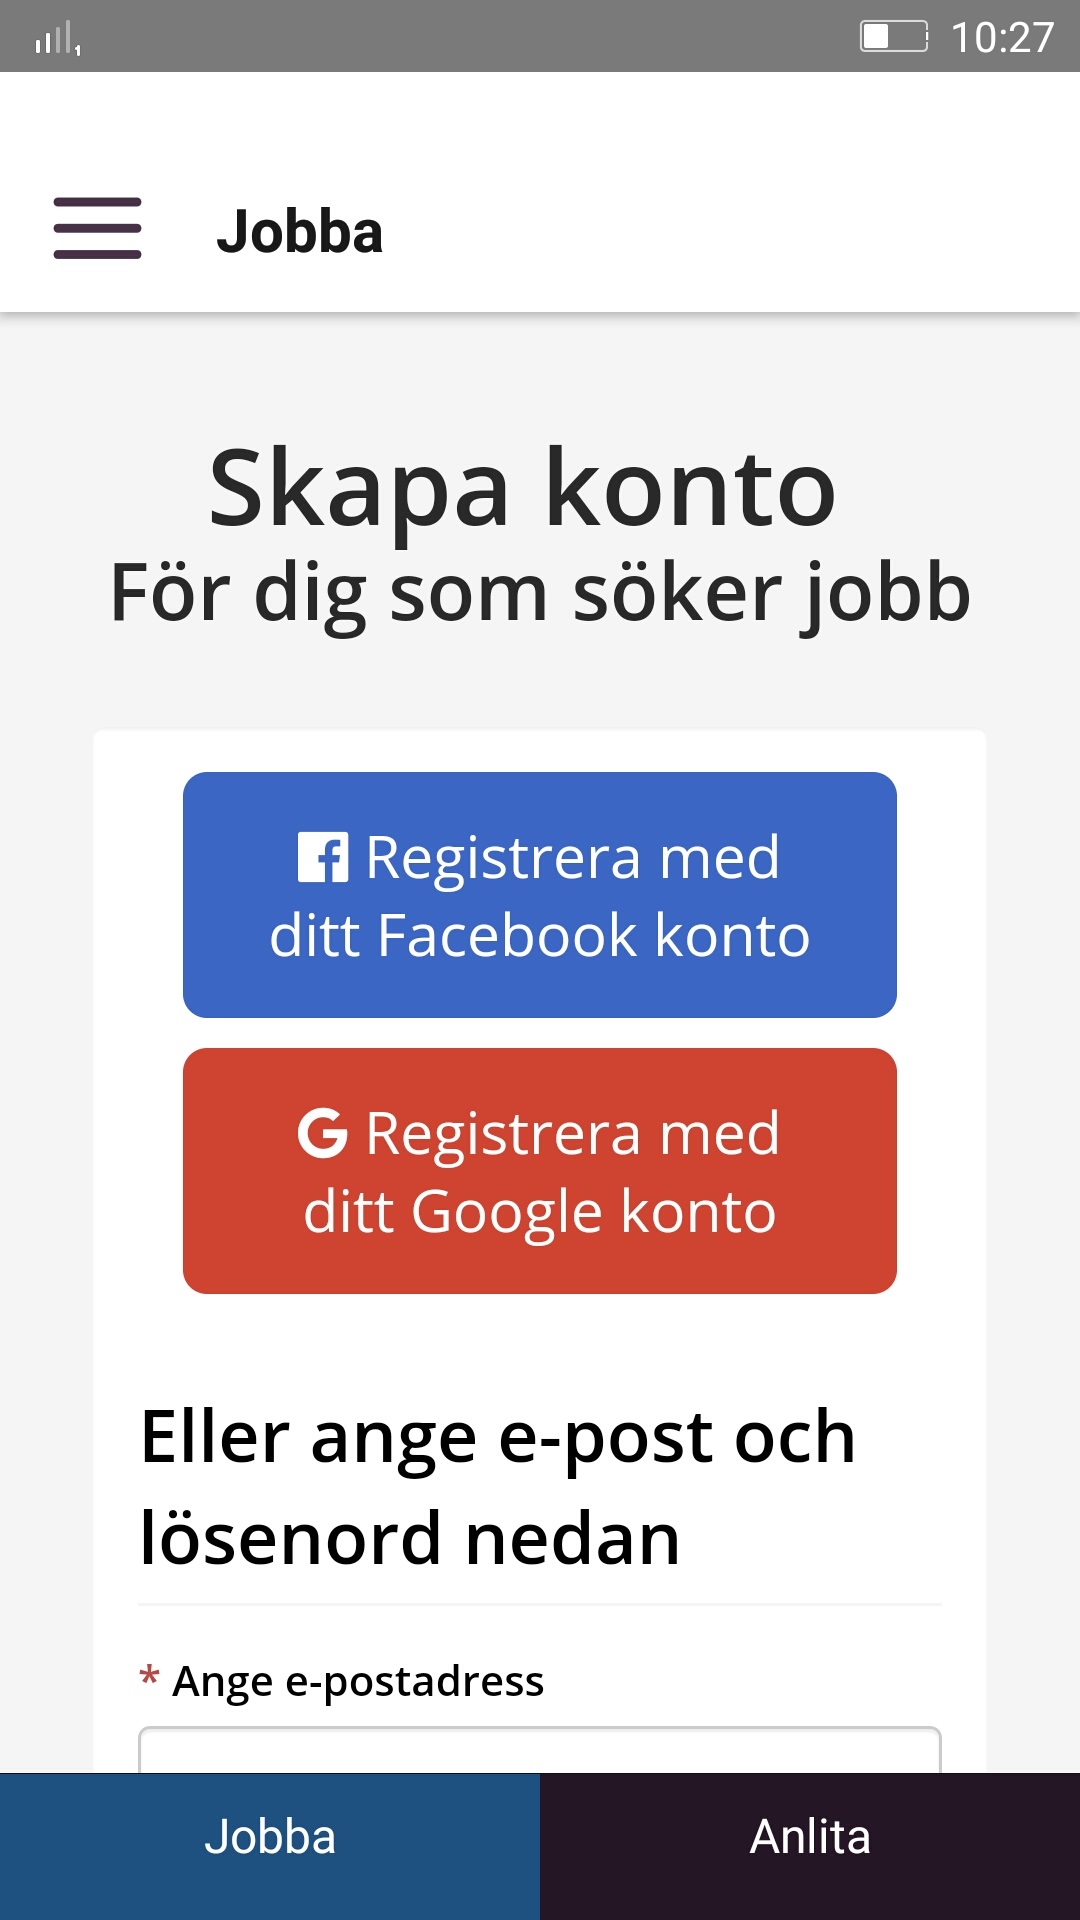 10:27
Jobba
Skapa konto
För dig som söker jobb
Registrera med
ditt Facebook konto
Registrera med
ditt Google konto
Eller ange e-post och
lösenord nedan
* Ange e-postadress
Jobba
Anlita